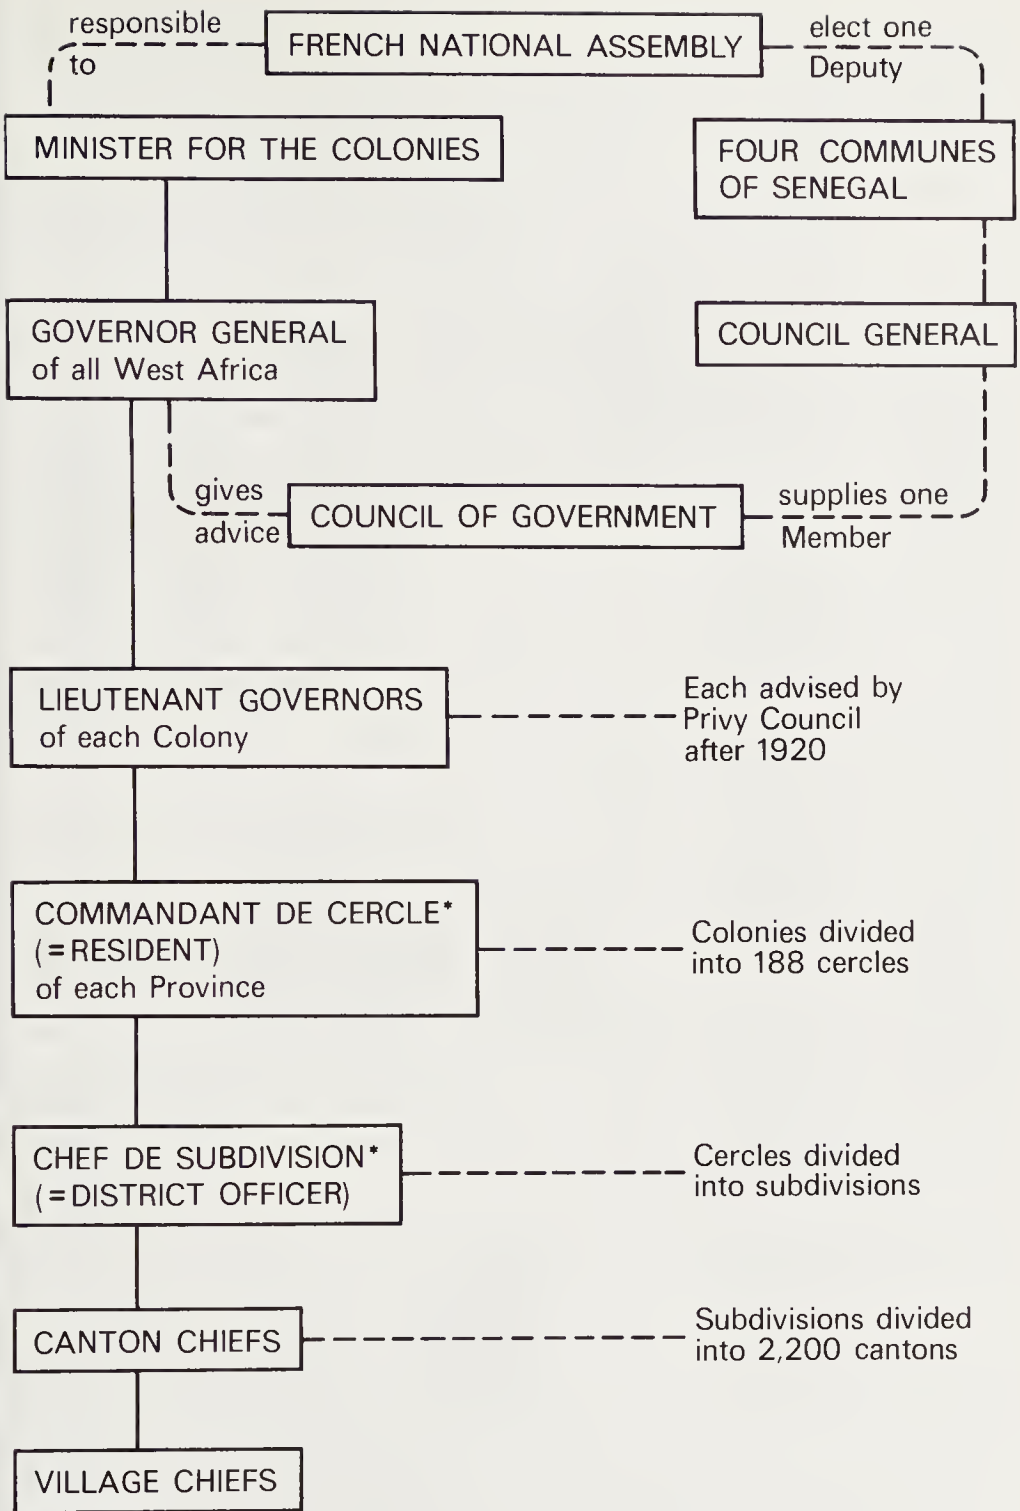 responsible
to
FRENCH NATIONAL ASSEMBLY
elect one
Deputy
MINISTER FOR THE COLONIES
FOUR COMMUNES
OF SENEGAL
GOVERNOR GENERAL
of all West Africa
COUNCIL GENERAL
gives
advice
COUNCIL OF GOVERNMENT
supplies one
Member
LIEUTENANT GOVERNORS
of each Colony
Each advised by
Privy Council
after 1920
COMMANDANT DE CERCLE*
(=RESIDENT)
of each Province
Colonies divided
into 188 cercles
CHEF DE SUBDIVISION*
(=DISTRICT OFFICER)
Cercles divided
into subdivisions
CANTON CHIEFS
Subdivisions divided
into 2,200 cantons
VILLAGE CHIEFS